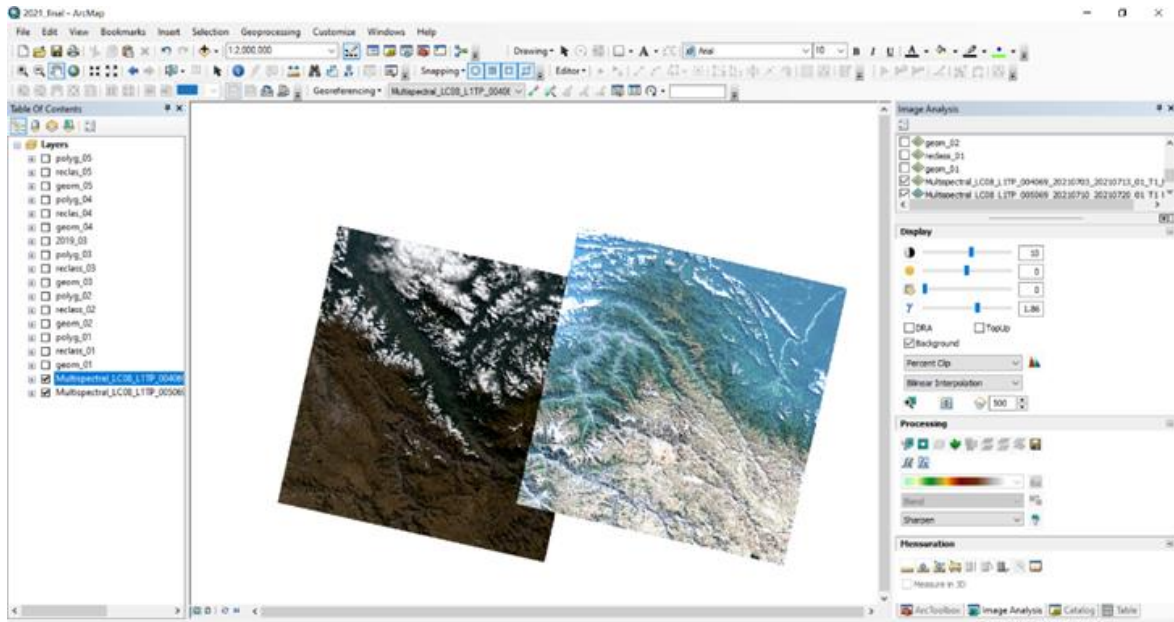 2021_final - ArcMap
File Edit View Bookmarks Insert Selection Geoprocessing Customize Windows Help
1:2,000,000 Drawing Arial 10 B I U A
Snapping Editor
Georeferencing Multispectral_LC08_L1TP_0040
Table Of Contents
Layers
polyg_05
reclas_05
geom_05
polyg_04
reclas_04
geom_04
2019_03
polyg_03
reclass_03
geom_03
polyg_02
reclass_02
geom_02
polyg_01
reclass_01
geom_01
Multispectral_LC08_L1TP_00406
Multispectral_LC08_L1TP_00506
Image Analysis
geom_02
reclass_01
geom_01
Multispectral_LC08_L1TP_004069_20210703_20210713_01_T1
Multispectral_LC08_L1TP_005069_20210710_20210720_01_T1
Display
10
0
0
1.86
DRA TopUp
Background
Percent Clip
Bilinear Interpolation
500
Processing
Blend
Sharpen
Mensuration
Measure in 3D
ArcToolbox Image Analysis Catalog Table